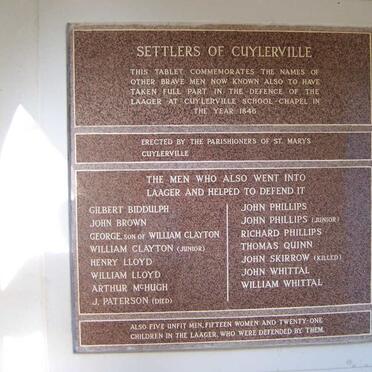 SETTLERS OF CUYLERVILLE
THIS TABLET COMMEMORATES THE NAMES OF
OTHER BRAVE MEN NOW KNOWN ALSO TO HAVE
TAKEN FULL PART IN THE DEFENCE OF THE
LAAGER AT CUYLERVILLE SCHOOL-CHAPEL IN
THE YEAR 1846
ERECTED BY THE PARISHIONERS OF ST. MARY'S
CUYLERVILLE
THE MEN WHO ALSO WENT INTO
LAAGER AND HELPED TO DEFEND IT
GILBERT BIDDULPH
JOHN BROWN
GEORGE, SON OF WILLIAM CLAYTON
WILLIAM CLAYTON (JUNIOR)
HENRY LLOYD
WILLIAM LLOYD
ARTHUR McHUGH
J. PATERSON (DIED)
JOHN PHILLIPS
JOHN PHILLIPS (JUNIOR)
RICHARD PHILLIPS
THOMAS QUINN
JOHN SKIRROW (KILLED)
JOHN WHITTAL
WILLIAM WHITTAL
ALSO FIVE UNFIT MEN, FIFTEEN WOMEN AND TWENTY-ONE
CHILDREN IN THE LAAGER, WHO WERE DEFENDED BY THEM.